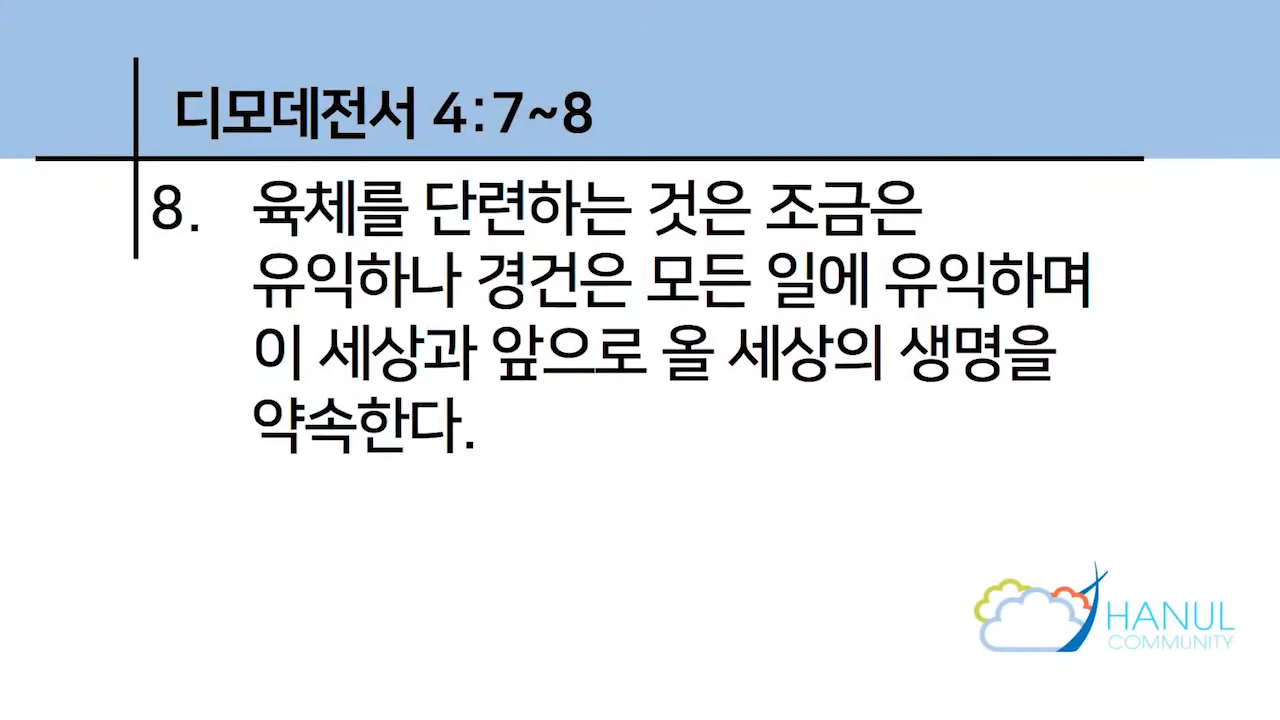 디모데전서 4:7~8
8. 육체를 단련하는 것은 조금은
유익하나 경건은 모든 일에 유익하며
이 세상과 앞으로 올 세상의 생명을
약속한다.
HANUL
COMMUNITY